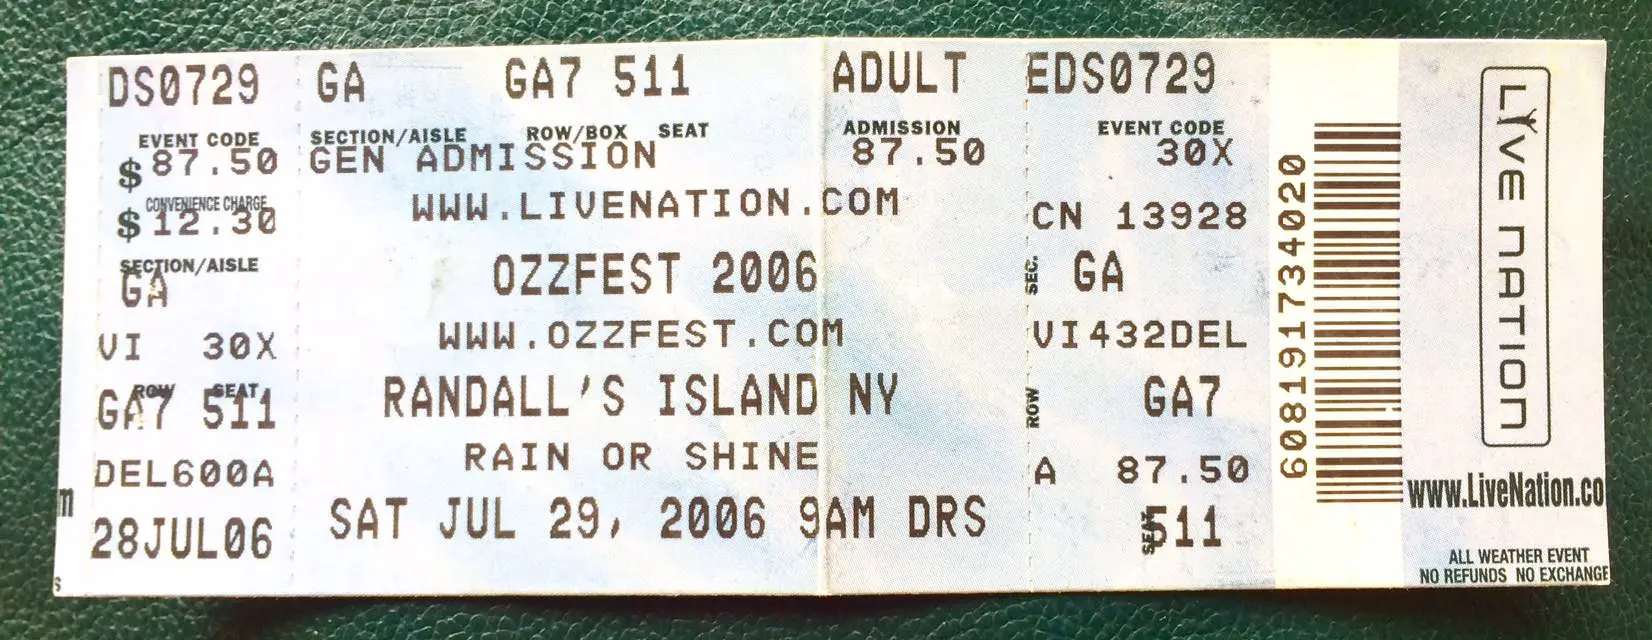 DS0729 GA GA7 511 ADULT EDS0729
EVENT CODE SECTION/AISLE ROW/BOX SEAT ADMISSION EVENT CODE
$ 87.50 GEN ADMISSION 87.50 30X
CONVENIENCE CHARGE
$ 12.30 WWW.LIVENATION.COM CN 13928
SECTION/AISLE
GA OZZFEST 2006 SEC. GA
VI 30X WWW.OZZFEST.COM VI432DEL
ROW SEAT
GA7 511 RANDALL'S ISLAND NY ROW GA7
DEL600A RAIN OR SHINE A 87.50
28JUL06 SAT JUL 29, 2006 9AM DRS SEAT 511
6081917734020
LIVE NATION
www.LiveNation.co
ALL WEATHER EVENT
NO REFUNDS NO EXCHANGE
m
s